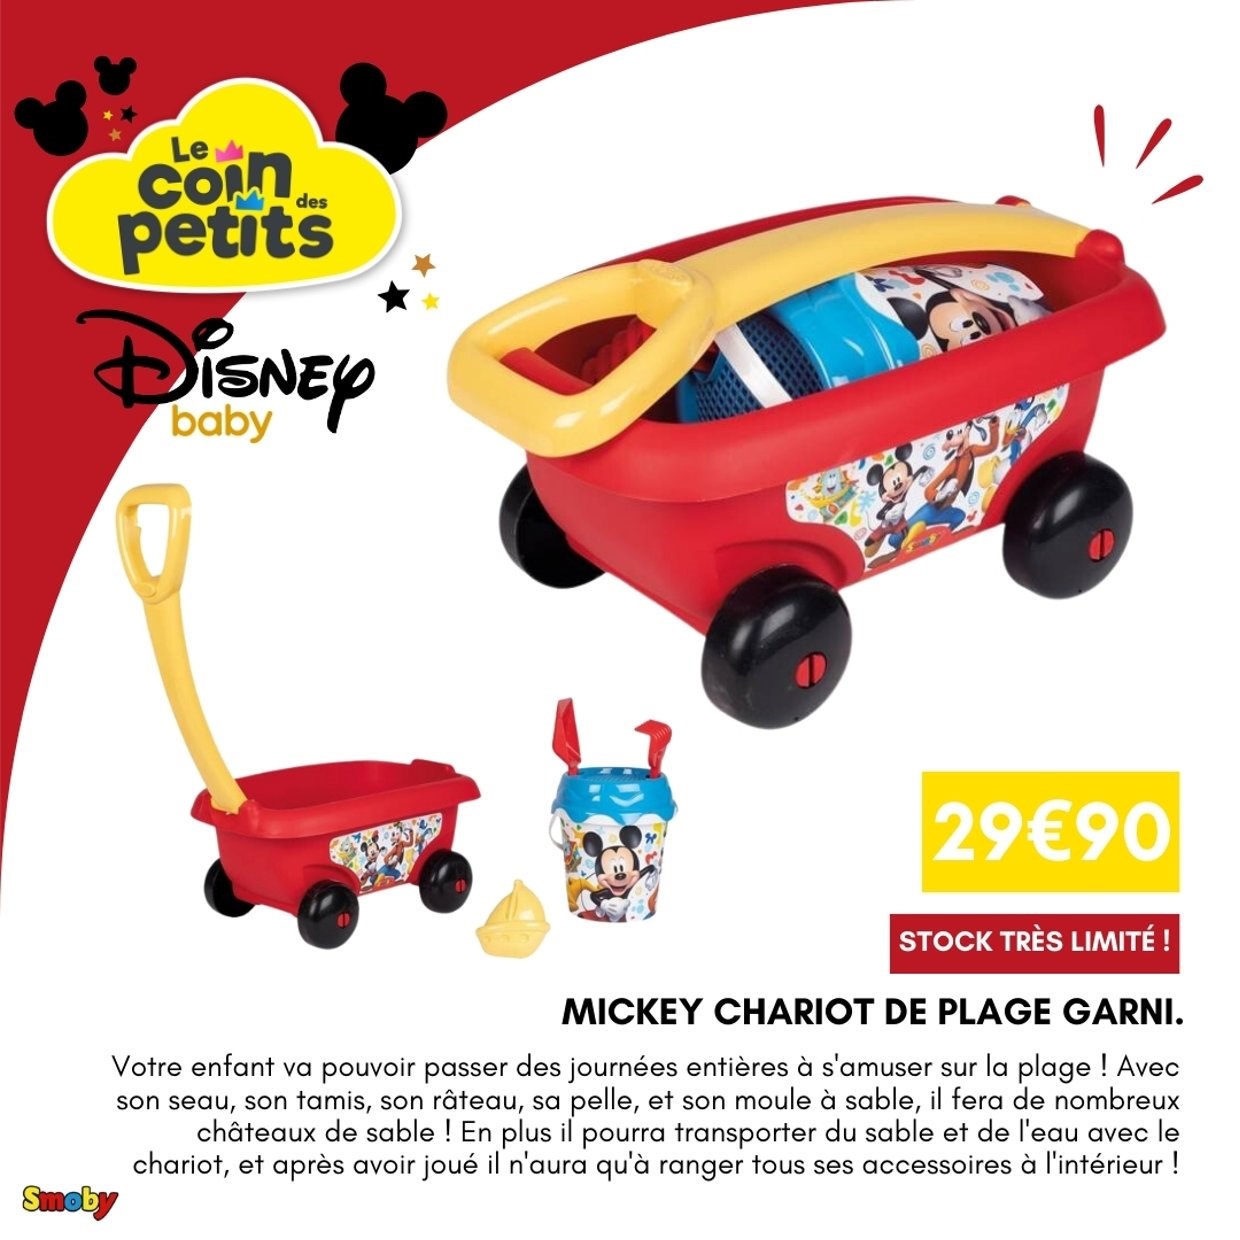 Le
coin
des
petits
Disney
baby
29€90
STOCK TRÈS LIMITÉ !
MICKEY CHARIOT DE PLAGE GARNI.
Votre enfant va pouvoir passer des journées entières à s'amuser sur la plage ! Avec
son seau, son tamis, son râteau, sa pelle, et son moule à sable, il fera de nombreux
châteaux de sable ! En plus il pourra transporter du sable et de l'eau avec le
chariot, et après avoir joué il n'aura qu'à ranger tous ses accessoires à l'intérieur !
Smoby